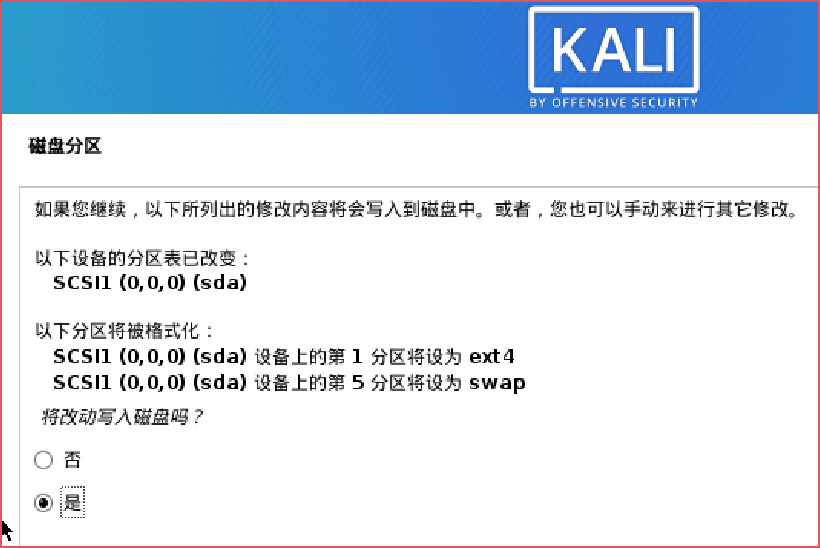 KALI
BY OFFENSIVE SECURITY
磁盘分区
如果您继续，以下所列出的修改内容将会写入到磁盘中。或者，您也可以手动来进行其它修改。
以下设备的分区表已改变：
SCSI1 (0,0,0) (sda)
以下分区将被格式化：
SCSI1 (0,0,0) (sda) 设备上的第 1 分区将设为 ext4
SCSI1 (0,0,0) (sda) 设备上的第 5 分区将设为 swap
将改动写入磁盘吗？
否
是